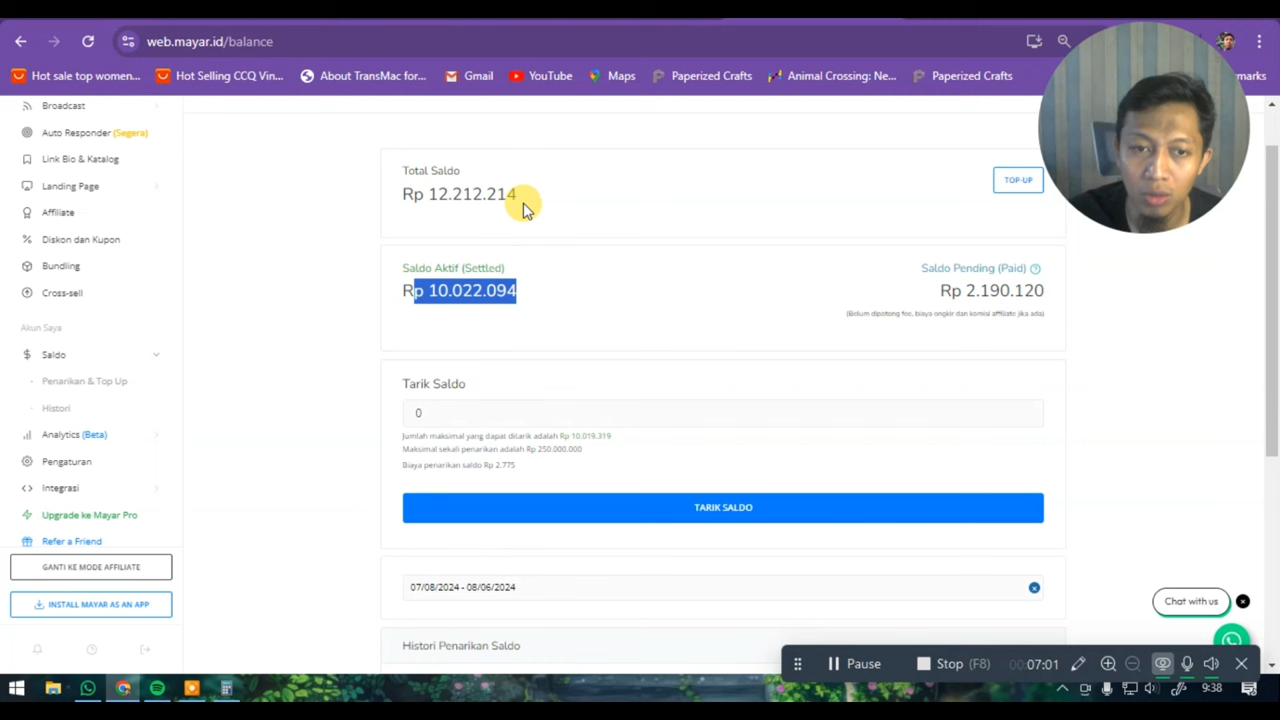 web.mayar.id/balance
Hot sale top women...
Hot Selling CCQ Vin...
About TransMac for...
Gmail
YouTube
Maps
Paperized Crafts
Animal Crossing: Ne...
Paperized Crafts
Broadcast
Auto Responder (Segera)
Link Bio & Katalog
Landing Page
Affiliate
Diskon dan Kupon
Bundling
Cross-sell
Akun Saya
Saldo
Penarikan & Top Up
Histori
Analytics (Beta)
Pengaturan
Integrasi
Upgrade ke Mayar Pro
Refer a Friend
GANTI KE MODE AFFILIATE
INSTALL MAYAR AS AN APP
Total Saldo
Rp 12.212.214
TOP-UP
Saldo Aktif (Settled)
Rp 10.022.094
Saldo Pending (Paid)
Rp 2.190.120
(Belum dipotong fee, biaya ongkir dan komisi affiliate jika ada)
Tarik Saldo
0
Jumlah maksimal yang dapat ditarik adalah Rp 10.019.319
Maksimal sekali penarikan adalah Rp 250.000.000
Biaya penarikan saldo Rp 2.775
TARIK SALDO
07/08/2024 - 08/06/2024
Histori Penarikan Saldo
Chat with us
Pause
Stop (F8)
00:07:01
9:38